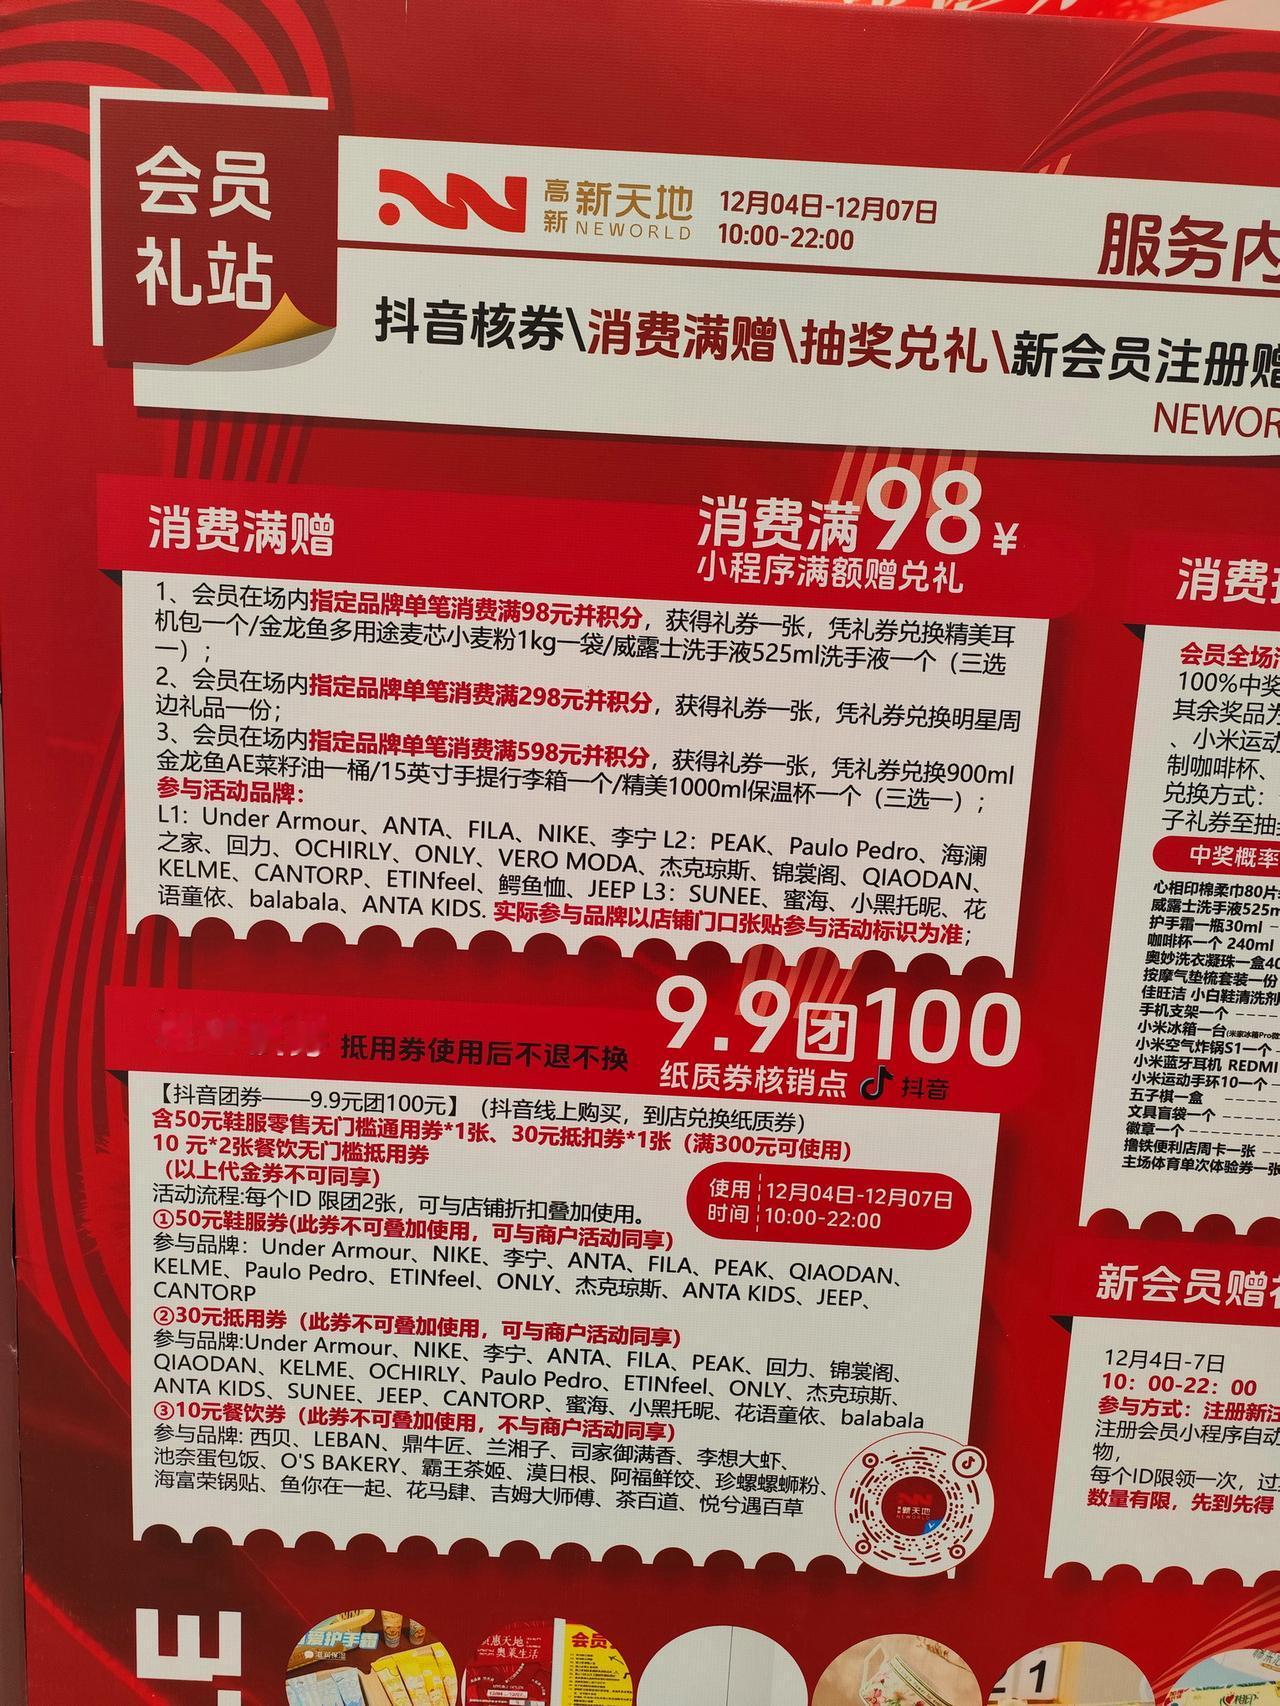 会员
礼站
高新 新天地
NEWORLD
12月04日-12月07日
10:00-22:00
服务内
抖音核券\消费满赠\抽奖兑礼\新会员注册赠
NEWOR
消费满赠
消费满98¥
小程序满额赠兑礼
1、会员在场内指定品牌单笔消费满98元并积分，获得礼券一张，凭礼券兑换精美耳
机包一个/金龙鱼多用途麦芯小麦粉1kg一袋/威露士洗手液525ml洗手液一个（三选
一）；
2、会员在场内指定品牌单笔消费满298元并积分，获得礼券一张，凭礼券兑换明星周
边礼品一份；
3、会员在场内指定品牌单笔消费满598元并积分，获得礼券一张，凭礼券兑换900ml
金龙鱼AE菜籽油一桶/15英寸手提行李箱一个/精美1000ml保温杯一个（三选一）；
参与活动品牌：
L1：Under Armour、ANTA、FILA、NIKE、李宁 L2：PEAK、Paulo Pedro、海澜
之家、回力、OCHIRLY、ONLY、VERO MODA、杰克琼斯、锦裳阁、QIAODAN、
KELME、CANTORP、ETINfeel、鳄鱼恤、JEEP L3：SUNEE、蜜海、小黑托昵、花
语童依、balabala、ANTA KIDS. 实际参与品牌以店铺门口张贴参与活动标识为准；
抵用券使用后不退不换
9.9团100
纸质券核销点 抖音
【抖音团券——9.9元团100元】（抖音线上购买，到店兑换纸质券）
含50元鞋服零售无门槛通用券*1张、30元抵扣券*1张（满300元可使用）
10 元*2张餐饮无门槛抵用券
（以上代金券不可同享）
活动流程:每个ID 限团2张，可与店铺折扣叠加使用。
使用时间 12月04日-12月07日
10:00-22:00
①50元鞋服券(此券不可叠加使用，可与商户活动同享)
参与品牌：Under Armour、NIKE、李宁、ANTA、FILA、PEAK、QIAODAN、
KELME、Paulo Pedro、ETINfeel、ONLY、杰克琼斯、ANTA KIDS、JEEP、
CANTORP
②30元抵用券（此券不可叠加使用，可与商户活动同享）
参与品牌:Under Armour、NIKE、李宁、ANTA、FILA、PEAK、回力、锦裳阁、
QIAODAN、KELME、OCHIRLY、Paulo Pedro、ETINfeel、ONLY、杰克琼斯、
ANTA KIDS、SUNEE、JEEP、CANTORP、蜜海、小黑托昵、花语童依、balabala
③10元餐饮券（此券不可叠加使用，不与商户活动同享）
参与品牌: 西贝、LEBAN、鼎牛匠、兰湘子、司家御满香、李想大虾、
池奈蛋包饭、O'S BAKERY、霸王茶姬、漠日根、阿福鲜饺、珍螺螺蛳粉、
海富荣锅贴、鱼你在一起、花马肆、吉姆大师傅、茶百道、悦兮遇百草
新天地
NEWORLD
消费
会员全场
100%中奖
其余奖品为
、小米运动
制咖啡杯、
兑换方式：
子礼券至抽
中奖概率
心相印棉柔巾80片
威露士洗手液525m
护手霜一瓶30ml
咖啡杯一个 240ml
奥妙洗衣凝珠一盒40
按摩气垫梳套装一份
佳旺洁 小白鞋清洗剂
手机支架一个
小米冰箱一台(米家冰箱Pro
小米空气炸锅S1一个
小米蓝牙耳机 REDMI
小米运动手环10一个
五子棋一盒
文具盲袋一个
徽章一个
撸铁便利店周卡一张
主场体育单次体验券一张
新会员赠
12月4日-7日
10：00-22：00
参与方式：注册新
注册会员小程序自动
物，
每个ID限领一次，过
数量有限，先到先得
爱护手霜
惠天地
奥莱生活
会员
1
心相印